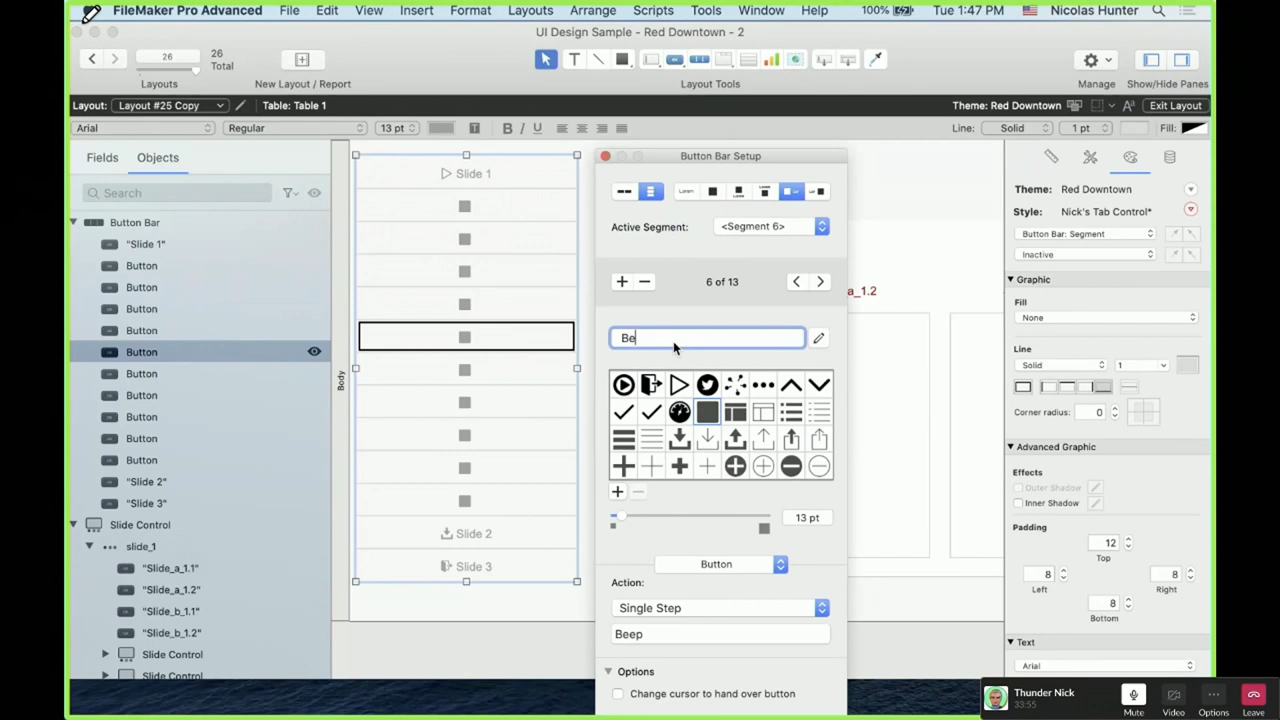 FileMaker Pro Advanced File Edit View Insert Format Layouts Arrange Scripts Tools Window Help 100% Tue 1:47 PM Nicolas Hunter
UI Design Sample - Red Downtown - 2
26
26
Total
Layouts
New Layout / Report
Layout Tools
Manage
Show/Hide Panes
Layout: Layout #25 Copy
Table: Table 1
Theme: Red Downtown
Exit Layout
Arial
Regular
13 pt
B I U
Line: Solid
1 pt
Fill:
Fields
Objects
Search
Button Bar
"Slide 1"
Button
Button
Button
Button
Button
Button
Button
Button
Button
Button
"Slide 2"
"Slide 3"
Slide Control
slide_1
"Slide_a_1.1"
"Slide_a_1.2"
"Slide_b_1.1"
"Slide_b_1.2"
Slide Control
Slide Control
Body
Slide 1
Slide 2
Slide 3
a_1.2
Button Bar Setup
Active Segment: <Segment 6>
6 of 13
Be
13 pt
Button
Action:
Single Step
Beep
Options
Change cursor to hand over button
Theme: Red Downtown
Style: Nick's Tab Control*
Button Bar: Segment
Inactive
Graphic
Fill
None
Line
Solid
1
Corner radius: 0
Advanced Graphic
Effects
Outer Shadow
Inner Shadow
Padding
12
Top
8
Left
8
Right
8
Bottom
Text
Arial
Thunder Nick
33:55
Mute
Video
Options
Leave